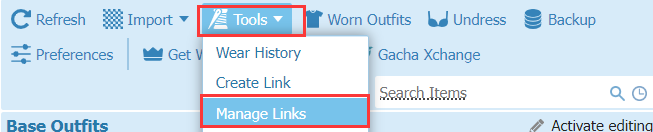 Refresh Import Tools Worn Outfits Undress Backup
Preferences Get W Gacha Xchange
Wear History
Create Link
Search Items
Manage Links
Base Outfits Activate editing